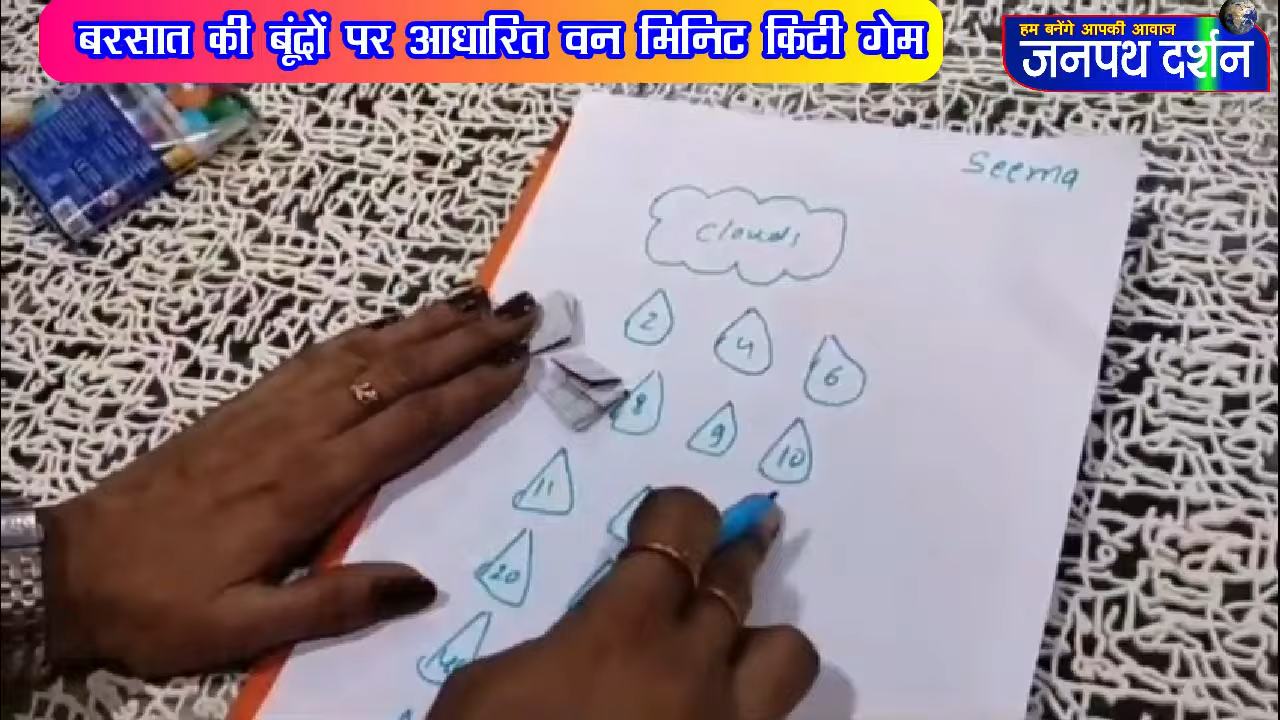 बरसात की बूंदों पर आधारित वन मिनिट किटी गेम
हम बनेंगे आपकी आवाज
जनपथ दर्शन
Seema
Clouds
2 4 6
8 9 10
11
20